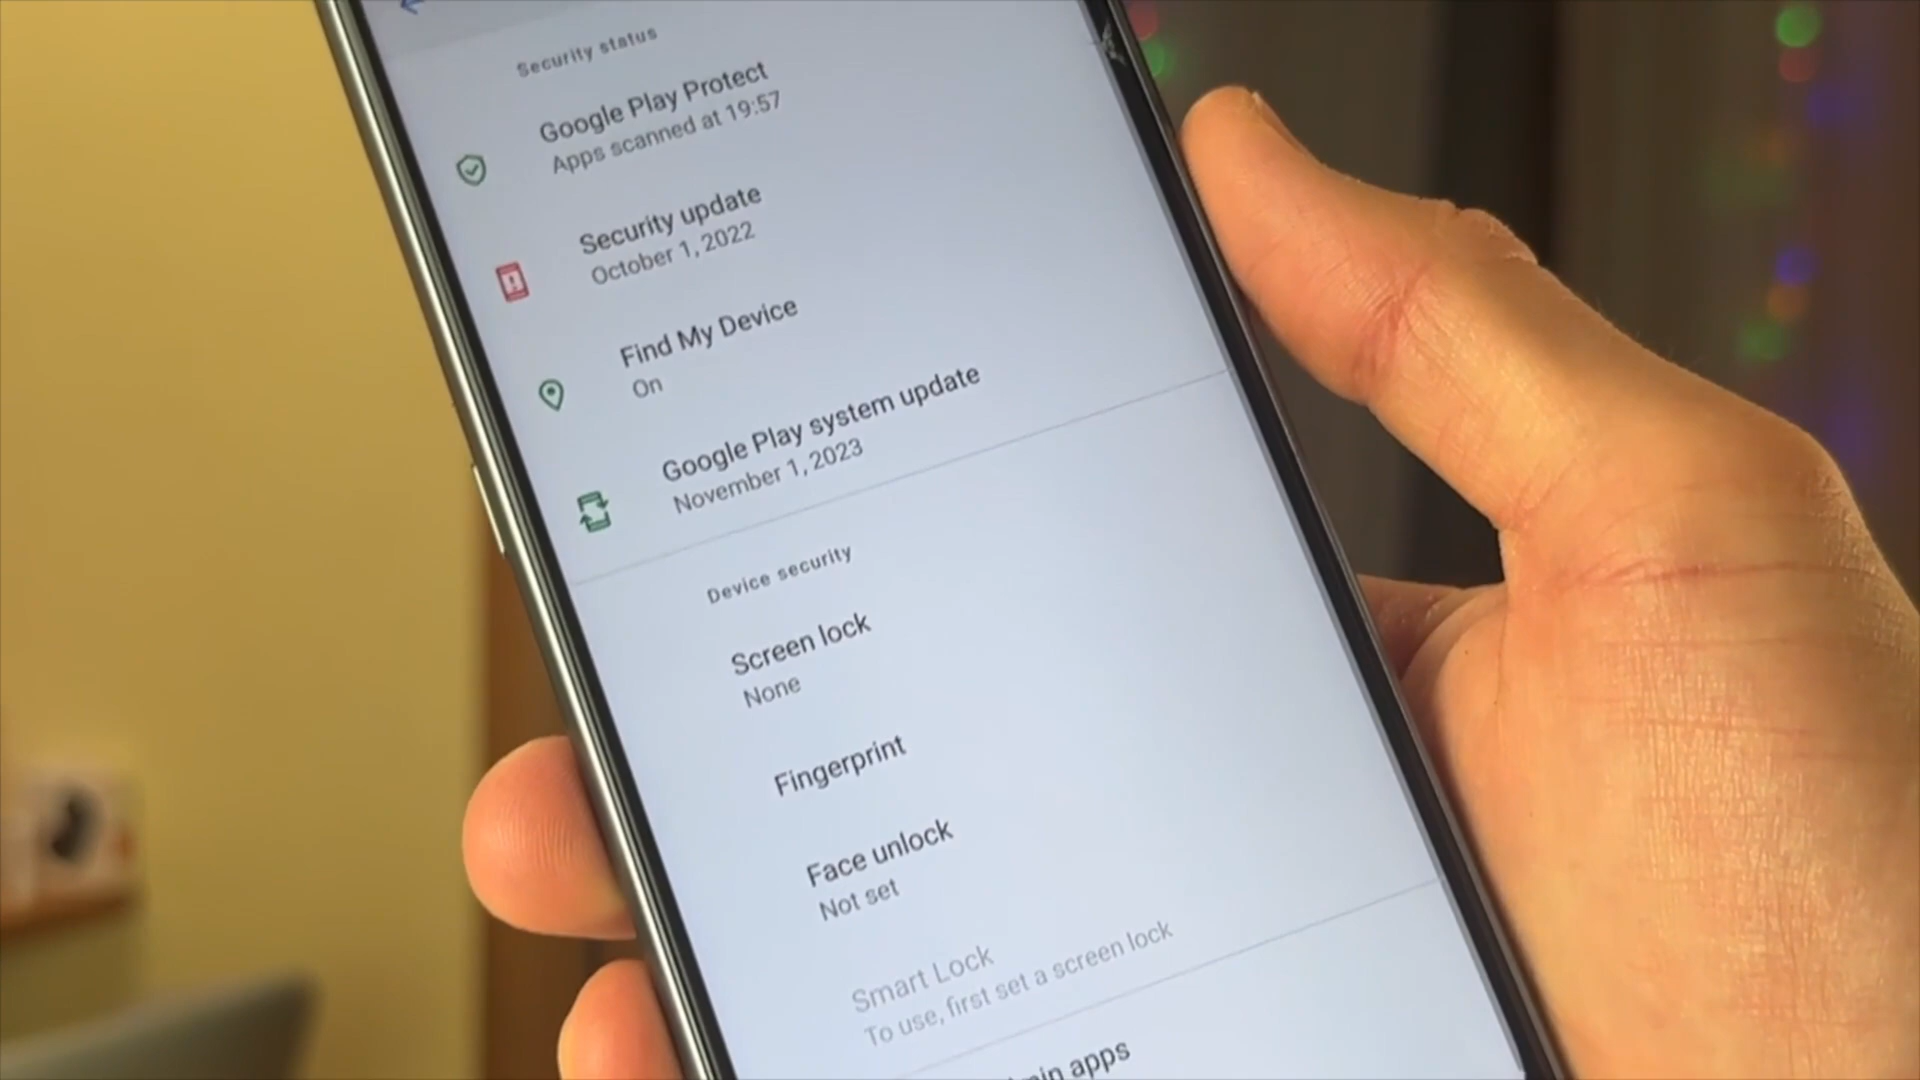 Security status
Google Play Protect
Apps scanned at 19:57
Security update
October 1, 2022
Find My Device
On
Google Play system update
November 1, 2023
Device security
Screen lock
None
Fingerprint
Face unlock
Not set
Smart Lock
To use, first set a screen lock
apps